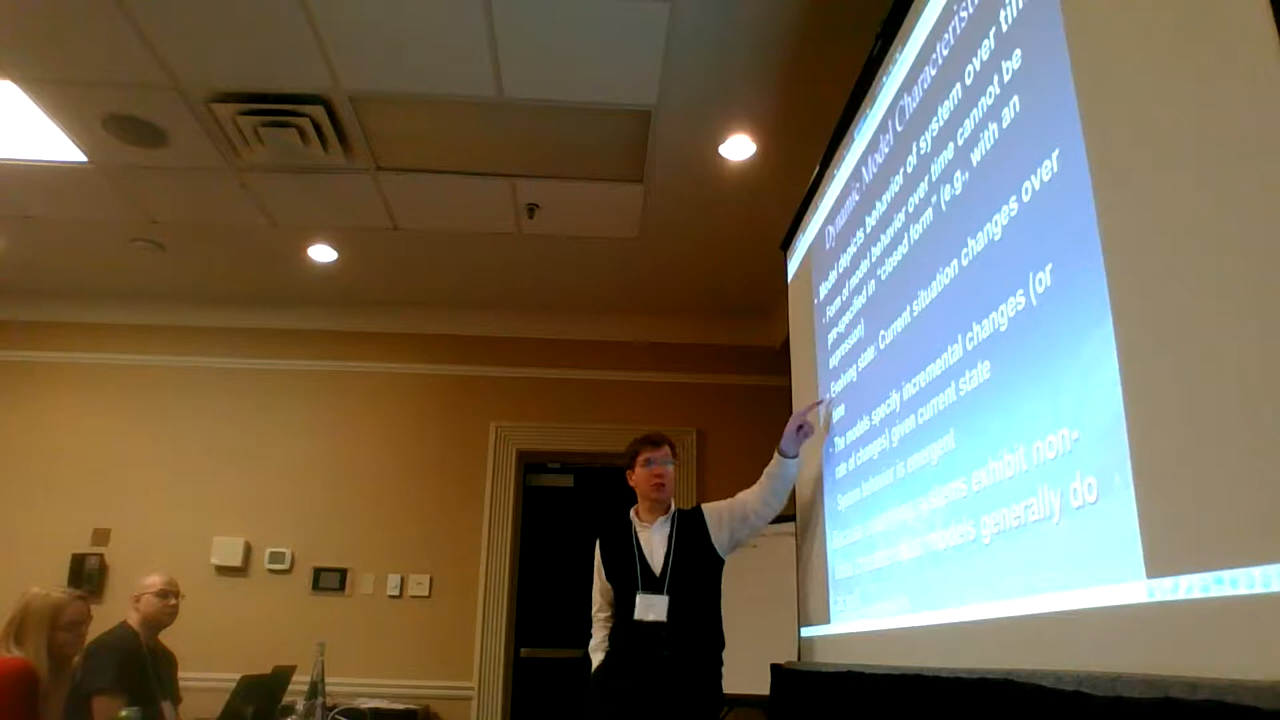 Dynamic Model Characterist
Model depicts behavior of system over tim
Form of model behavior over time cannot be
pre-specified in "closed form" (e.g., with an
expression)
Evolving state: Current situation changes over
time
The models specify incremental changes (or
rate of changes) given current state
System behavior is emergent
systems exhibit non-
models generally do